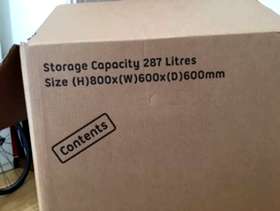 Storage Capacity 287 Litres
Size (H)800x(W)600x(D)600mm
Contents